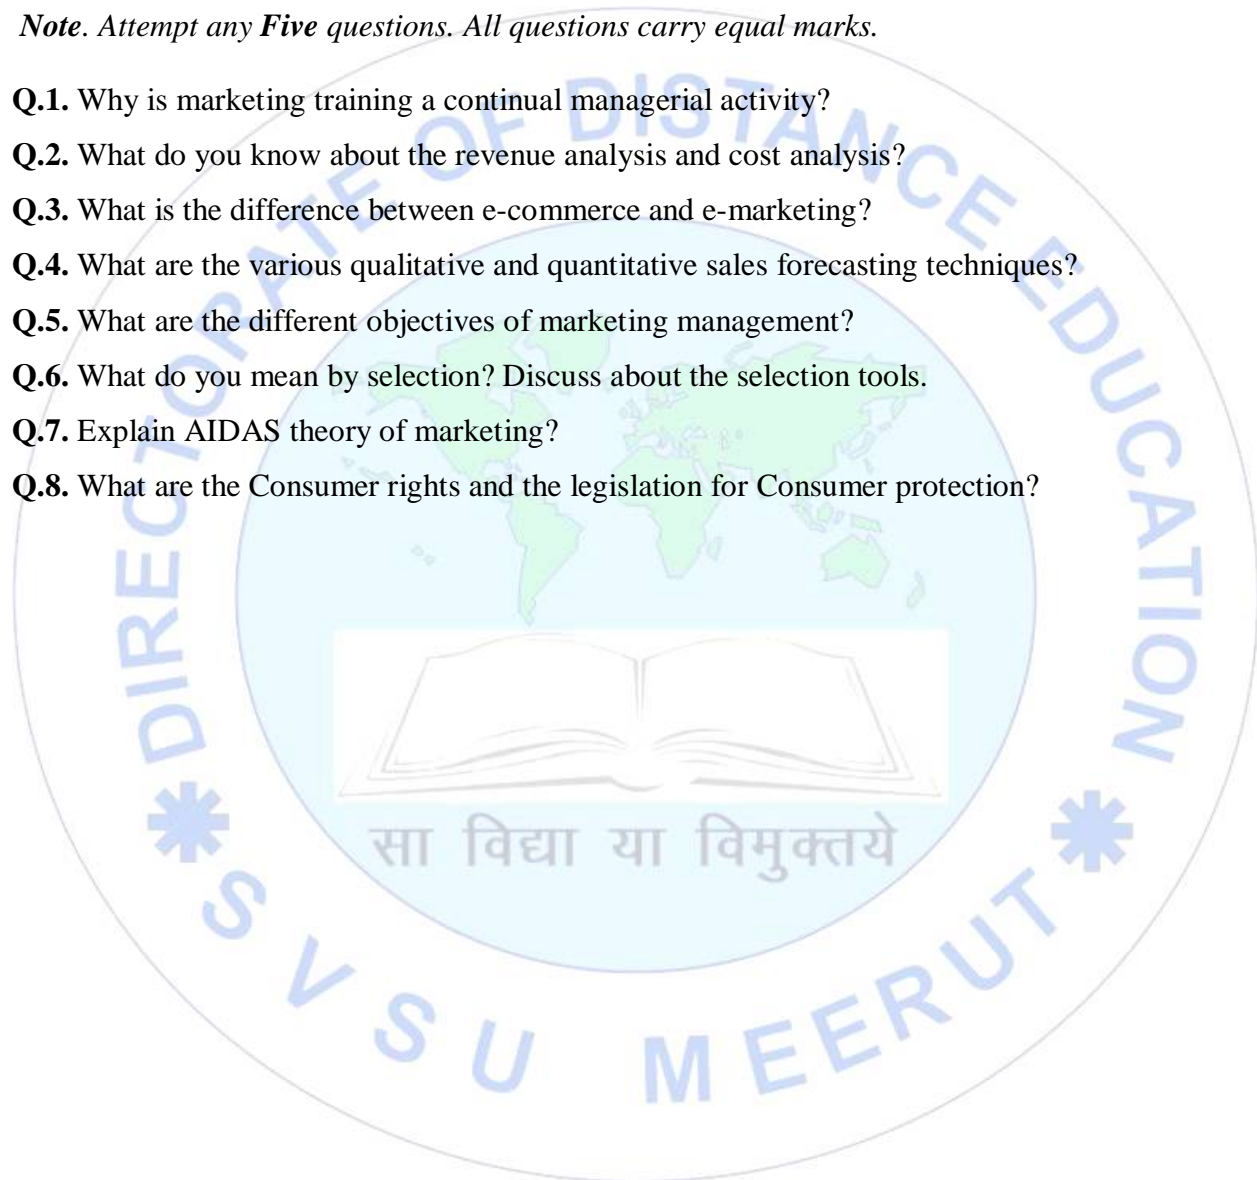 Note. Attempt any Five questions. All questions carry equal marks.
Q.1. Why is marketing training a continual managerial activity?
Q.2. What do you know about the revenue analysis and cost analysis?
Q.3. What is the difference between e-commerce and e-marketing?
Q.4. What are the various qualitative and quantitative sales forecasting techniques?
Q.5. What are the different objectives of marketing management?
Q.6. What do you mean by selection? Discuss about the selection tools.
Q.7. Explain AIDAS theory of marketing?
Q.8. What are the Consumer rights and the legislation for Consumer protection?
DIRECTORATE OF DISTANCE EDUCATION
सा विद्या या विमुक्तये
SVSU MEERUT